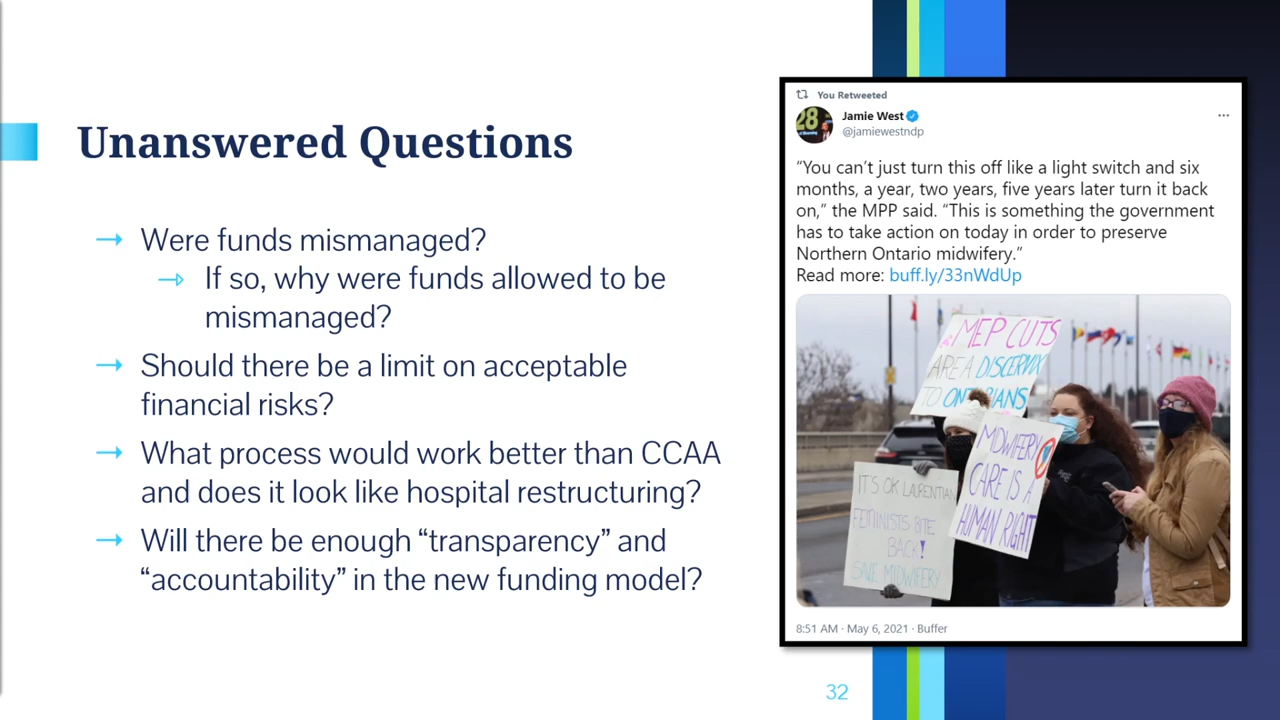 Unanswered Questions
→ Were funds mismanaged?
→ If so, why were funds allowed to be
mismanaged?
→ Should there be a limit on acceptable
financial risks?
→ What process would work better than CCAA
and does it look like hospital restructuring?
→ Will there be enough “transparency” and
“accountability” in the new funding model?
You Retweeted
Jamie West
@jamiewestndp
“You can’t just turn this off like a light switch and six
months, a year, two years, five years later turn it back
on,” the MPP said. “This is something the government
has to take action on today in order to preserve
Northern Ontario midwifery.”
Read more: buff.ly/33nWdUp
28
MEP CUTS
ARE A DISCERVIX
TO ONTARIANS
MIDWIFERY
CARE IS A
HUMAN RIGHT
IT'S OK LAURENTIAN
FEMINISTS BITE
BACK!
SAVE MIDWIFERY
8:51 AM · May 6, 2021 · Buffer
32